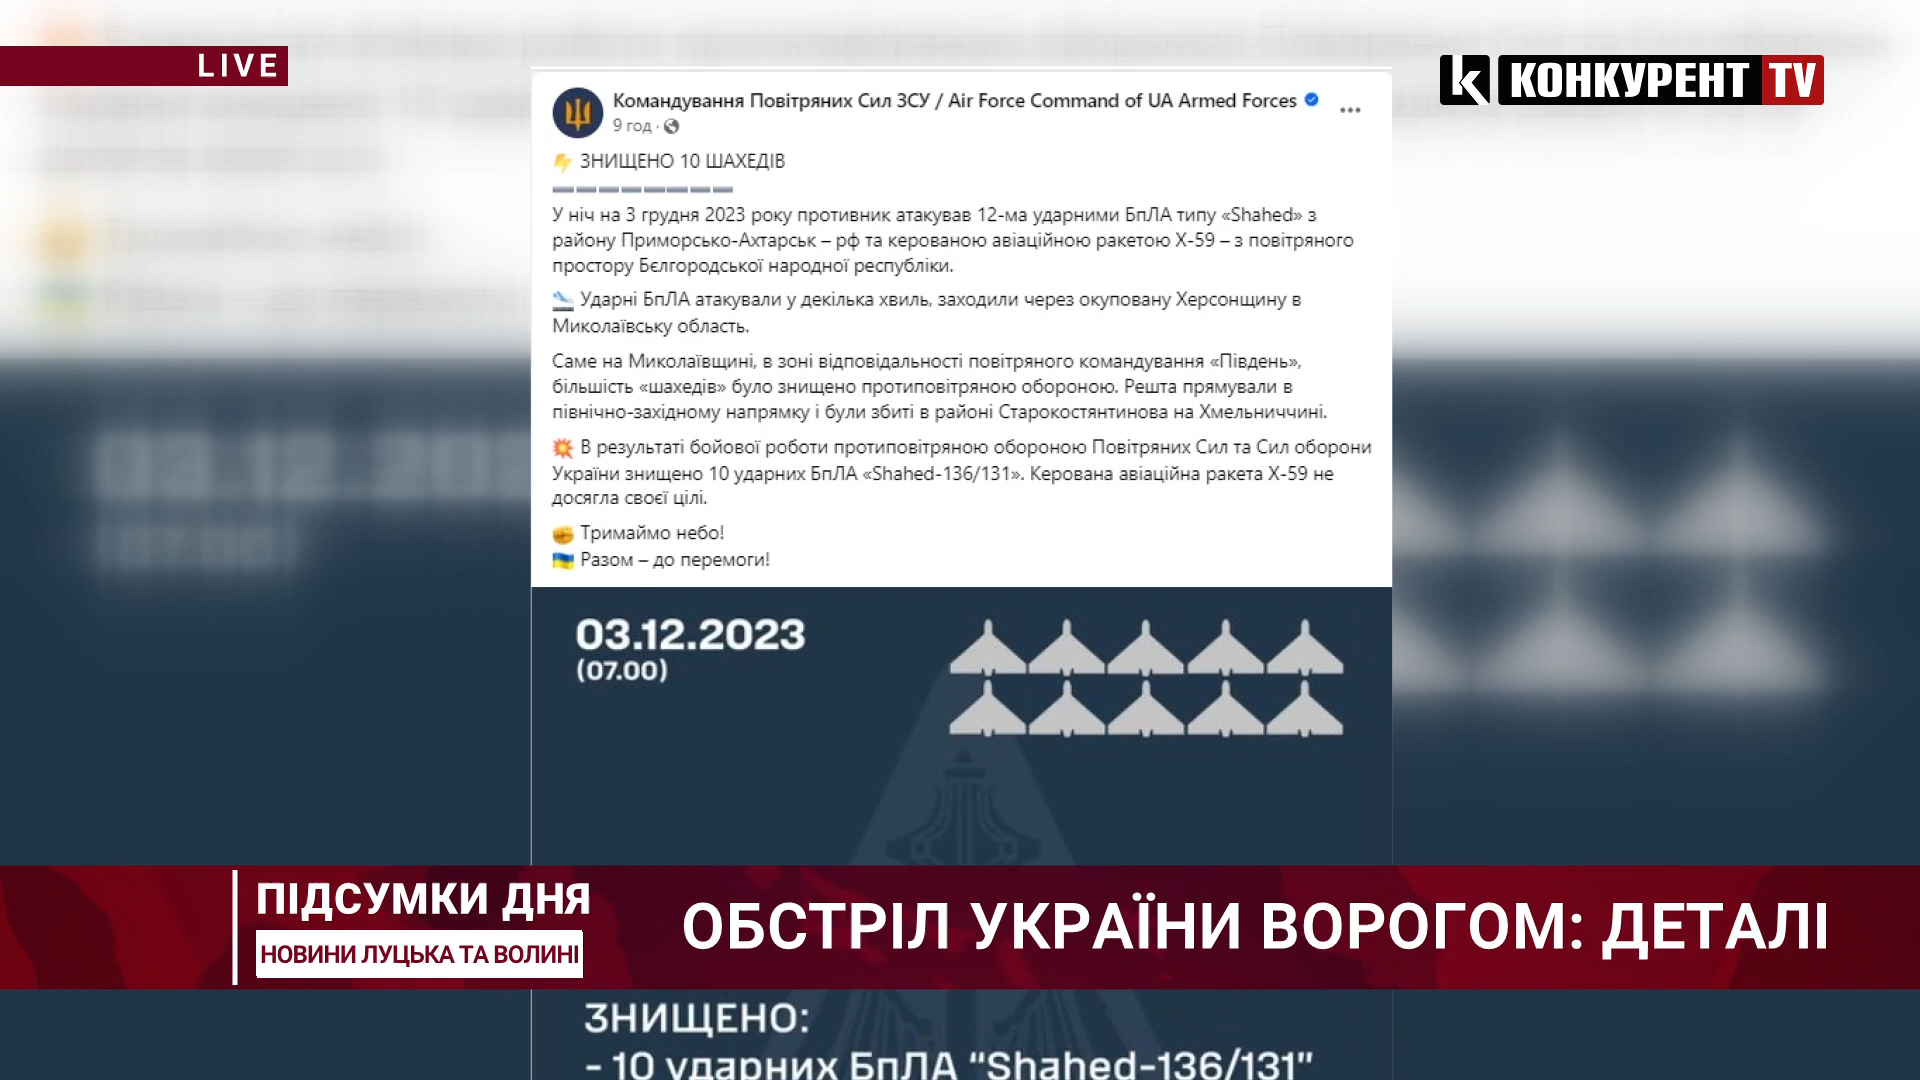 LIVE
КОНКУРЕНТ TV
Командування Повітряних Сил ЗСУ / Air Force Command of UA Armed Forces
9 год ·
ЗНИЩЕНО 10 ШАХЕДІВ
У ніч на 3 грудня 2023 року противник атакував 12-ма ударними БпЛА типу «Shahed» з
району Приморсько-Ахтарськ – рф та керованою авіаційною ракетою Х-59 – з повітряного
простору Бєлгородської народної республіки.
Ударні БпЛА атакували у декілька хвиль, заходили через окуповану Херсонщину в
Миколаївську область.
Саме на Миколаївщині, в зоні відповідальності повітряного командування «Південь»,
більшість «шахедів» було знищено протиповітряною обороною. Решта прямували в
північно-західному напрямку і були збиті в районі Старокостянтинова на Хмельниччині.
В результаті бойової роботи протиповітряною обороною Повітряних Сил та Сил оборони
України знищено 10 ударних БпЛА «Shahed-136/131». Керована авіаційна ракета Х-59 не
досягла своєї цілі.
Тримаймо небо!
Разом – до перемоги!
03.12.2023
(07.00)
ПІДСУМКИ ДНЯ
НОВИНИ ЛУЦЬКА ТА ВОЛИНІ
ОБСТРІЛ УКРАЇНИ ВОРОГОМ: ДЕТАЛІ
ЗНИЩЕНО:
- 10 ударних БпЛА “Shahed-136/131”